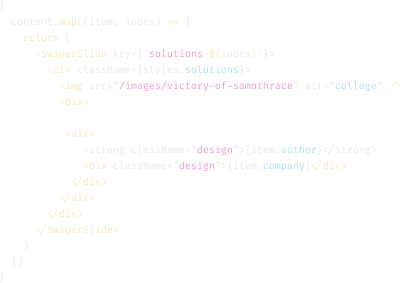 {
content.map((item, index) => {
return (
<SwiperSlide key={`solutions-${index}`}>
<div className={styles.solutions}>
<img src="/images/victory-of-samothrace" alt="collage" />
<div>
<div>
<strong className="design">{item.author}</strong>
<div className="design">{item.company}</div>
</div>
</div>
</div>
</SwiperSlide>
)
})
}